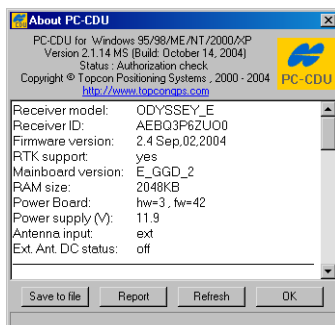 About PC-CDU
PC-CDU for Windows 95/98/ME/NT/2000/XP
Version 2.1.14 MS (Build: October 14, 2004)
Status : Authorization check
Copyright © Topcon Positioning Systems , 2000 - 2004
http://www.topcongps.com
PC-CDU
Receiver model: ODYSSEY_E
Receiver ID: AEBQ3P6ZUO0
Firmware version: 2.4 Sep,02,2004
RTK support: yes
Mainboard version: E_GGD_2
RAM size: 2048KB
Power Board: hw=3 , fw=42
Power supply (V): 11.9
Antenna input: ext
Ext. Ant. DC status: off
Save to file
Report
Refresh
OK